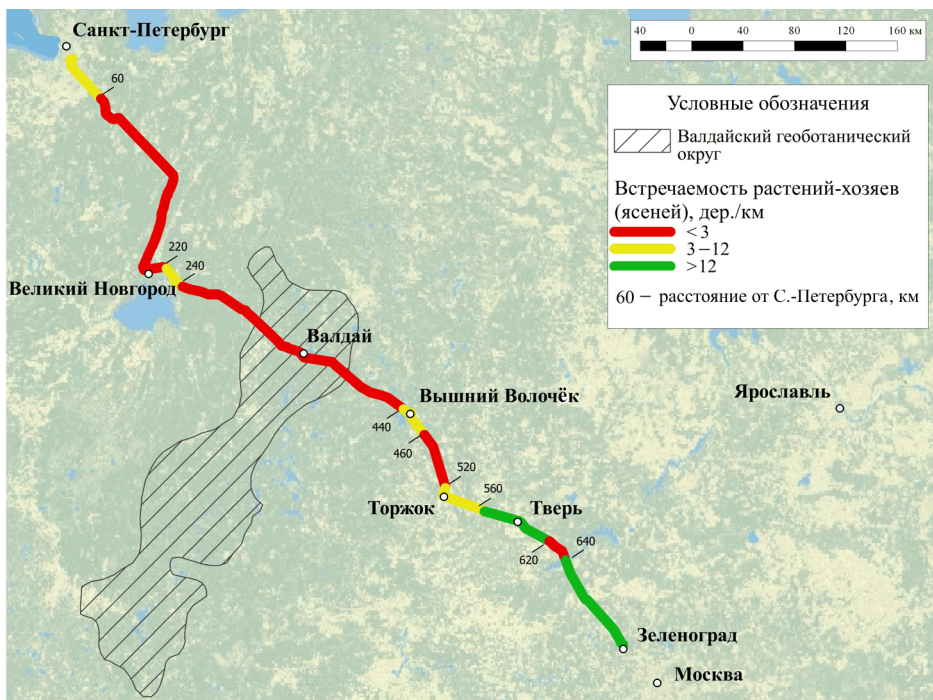 Санкт-Петербург
40 0 40 80 120 160 км
60
Условные обозначения
Валдайский геоботанический
округ
Встречаемость растений-хозяев
(ясеней), дер./км
< 3
3 – 12
>12
60 – расстояние от С.-Петербурга, км
220
240
Великий Новгород
Валдай
Вышний Волочёк
Ярославль
440
460
520
560
Торжок
Тверь
620
640
Зеленоград
Москва